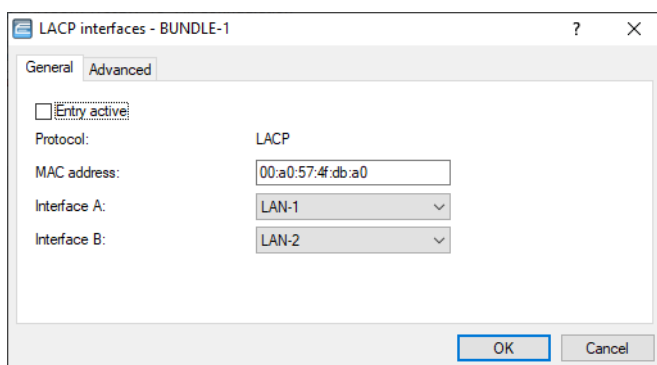 LACP interfaces - BUNDLE-1 ?
General Advanced
Entry active
Protocol: LACP
MAC address: 00:a0:57:4f:db:a0
Interface A: LAN-1
Interface B: LAN-2
OK Cancel